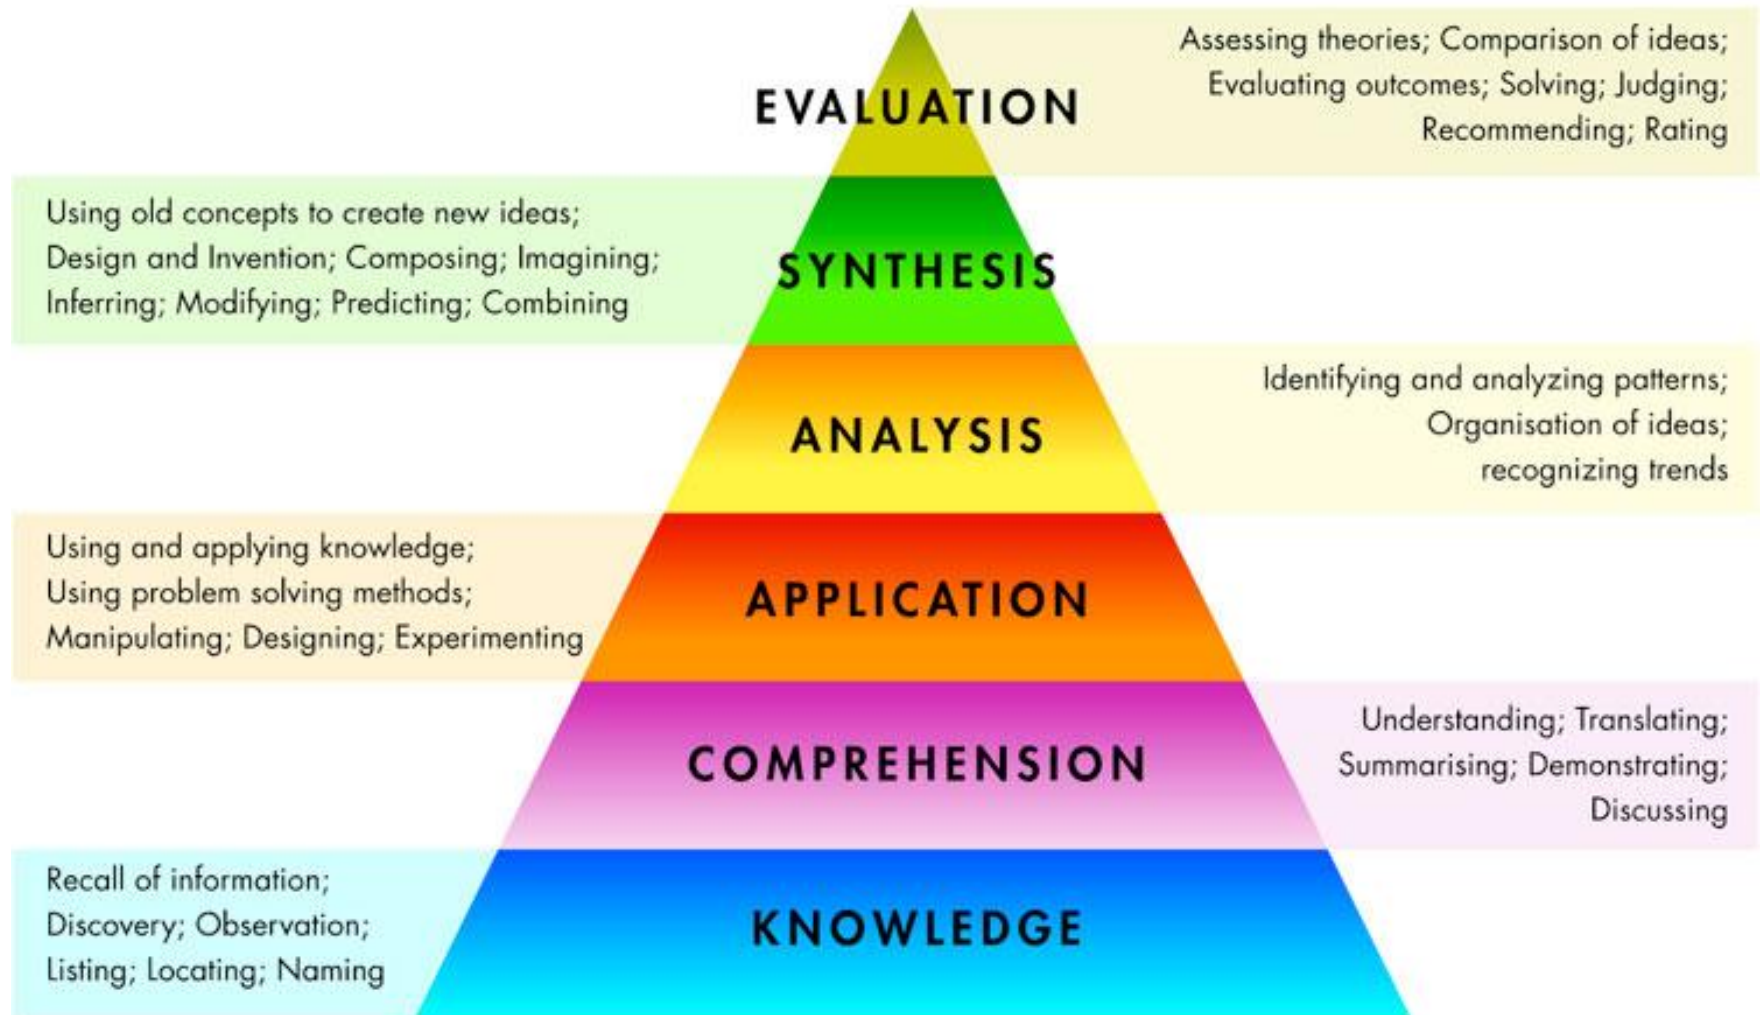 EVALUATION
Assessing theories; Comparison of ideas;
Evaluating outcomes; Solving; Judging;
Recommending; Rating
Using old concepts to create new ideas;
Design and Invention; Composing; Imagining;
Inferring; Modifying; Predicting; Combining
SYNTHESIS
ANALYSIS
Identifying and analyzing patterns;
Organisation of ideas;
recognizing trends
Using and applying knowledge;
Using problem solving methods;
Manipulating; Designing; Experimenting
APPLICATION
COMPREHENSION
Understanding; Translating;
Summarising; Demonstrating;
Discussing
Recall of information;
Discovery; Observation;
Listing; Locating; Naming
KNOWLEDGE